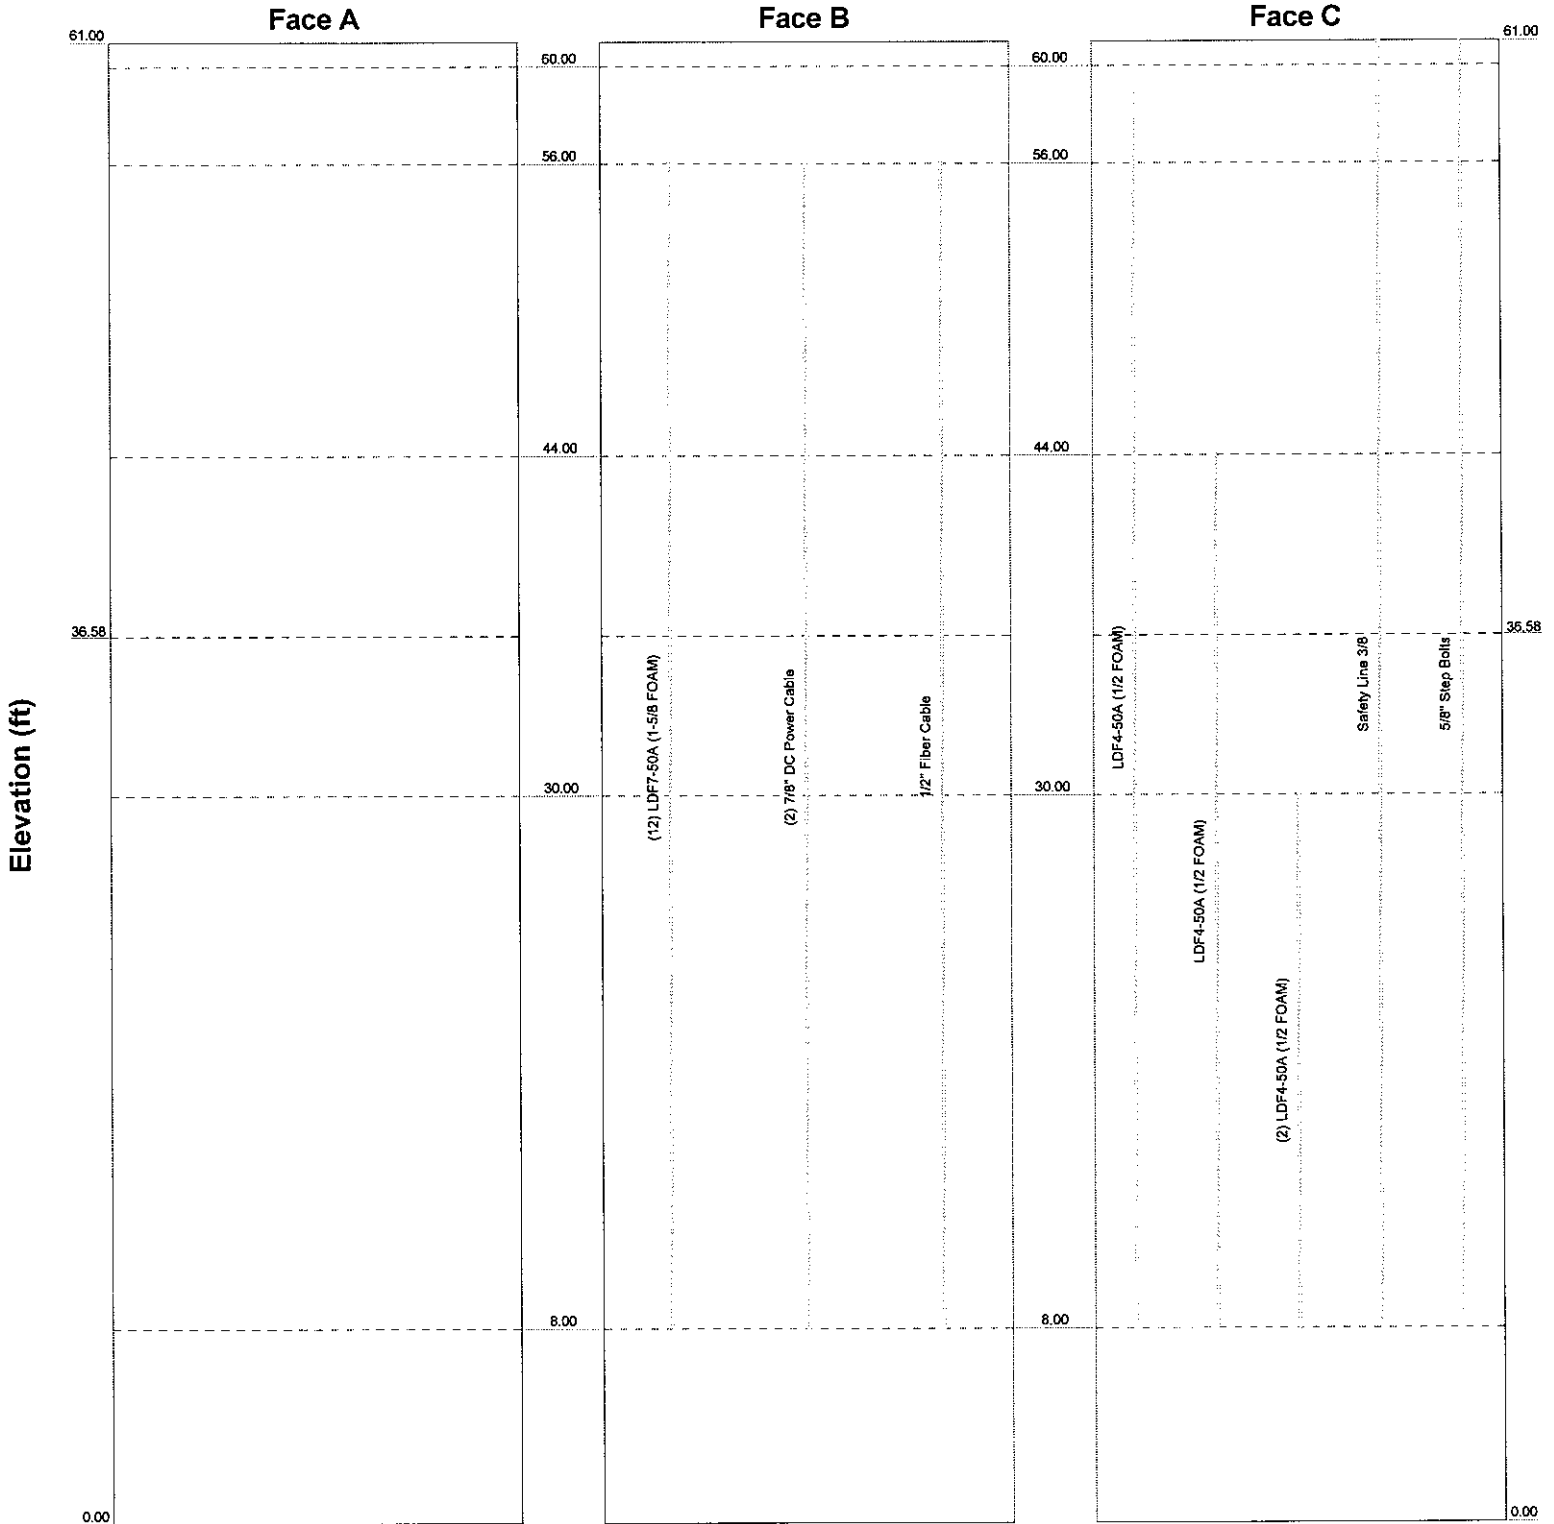 Face A
Face B
Face C
61.00
61.00
60.00
60.00
56.00
56.00
44.00
44.00
36.58
36.58
(12) LDF7-50A (1-5/8 FOAM)
(2) 7/8" DC Power Cable
1/2" Fiber Cable
LDF4-50A (1/2 FOAM)
Safety Line 3/8
5/8" Step Bolts
Elevation (ft)
30.00
30.00
LDF4-50A (1/2 FOAM)
(2) LDF4-50A (1/2 FOAM)
8.00
8.00
0.00
0.00